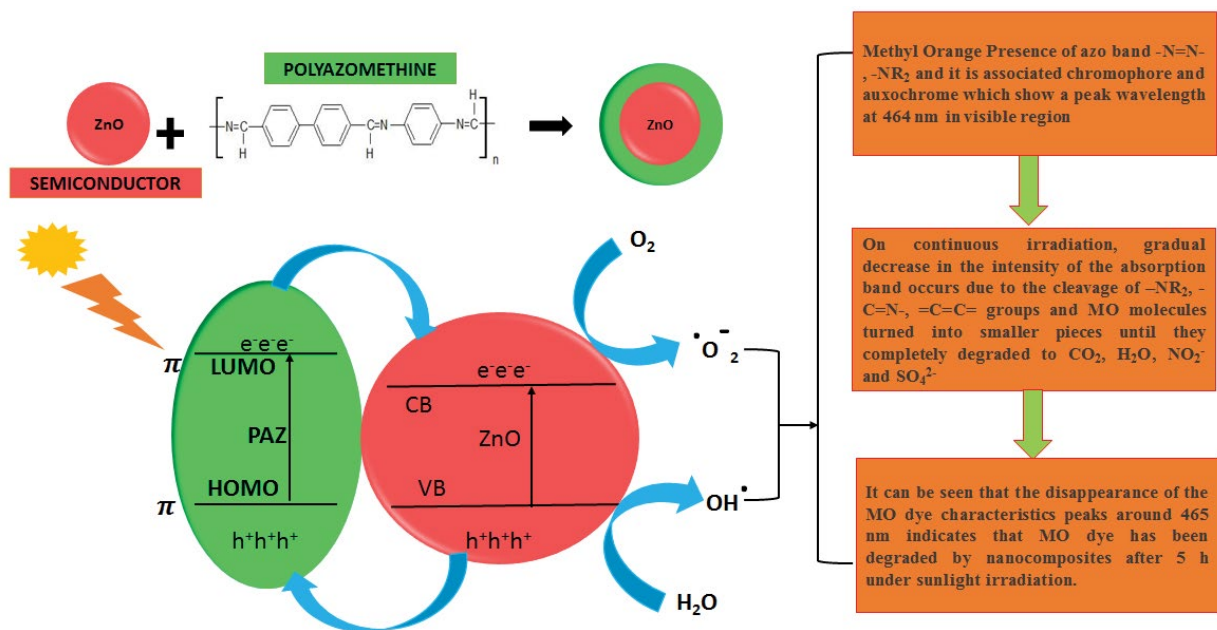 POLYAZOMETHINE
ZnO
+
SEMICONDUCTOR
N=C
H
C=N
H
N=C
H
n
ZnO
π
e⁻e⁻e⁻
LUMO
PAZ
HOMO
π
h⁺h⁺h⁺
e⁻e⁻e⁻
CB
ZnO
VB
h⁺h⁺h⁺
O₂
•O₂⁻
OH•
H₂O
Methyl Orange Presence of azo band -N=N-
, -NR₂ and it is associated chromophore and
auxochrome which show a peak wavelength
at 464 nm in visible region
On continuous irradiation, gradual
decrease in the intensity of the absorption
band occurs due to the cleavage of –NR₂, -
C=N-, =C=C= groups and MO molecules
turned into smaller pieces until they
completely degraded to CO₂, H₂O, NO₂⁻
and SO₄²⁻
It can be seen that the disappearance of the
MO dye characteristics peaks around 465
nm indicates that MO dye has been
degraded by nanocomposites after 5 h
under sunlight irradiation.